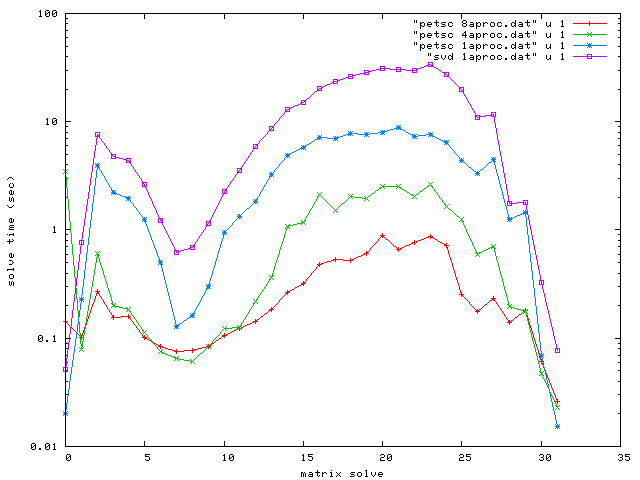 100
"petsc 8aproc.dat" u 1
"petsc 4aproc.dat" u 1
"petsc 1aproc.dat" u 1
"svd 1aproc.dat" u 1
10
1
solve time (sec)
0.1
0.01
0 5 10 15 20 25 30 35
matrix solve